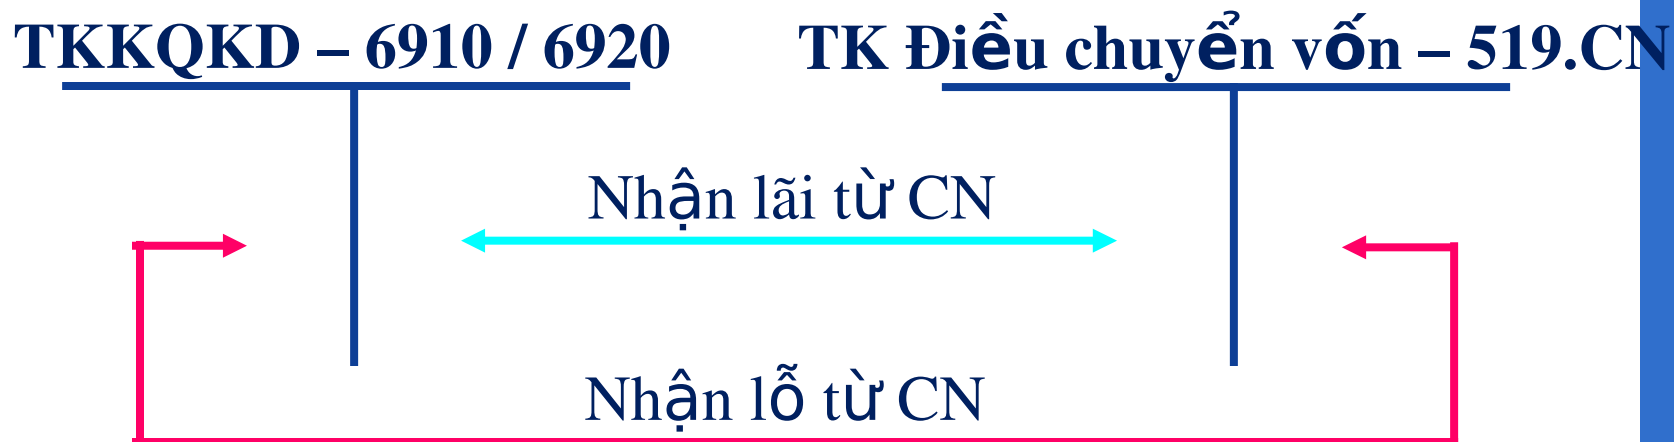 TKKQKD – 6910 / 6920
TK Điều chuyển vốn – 519.CN
Nhận lãi từ CN
Nhận lỗ từ CN